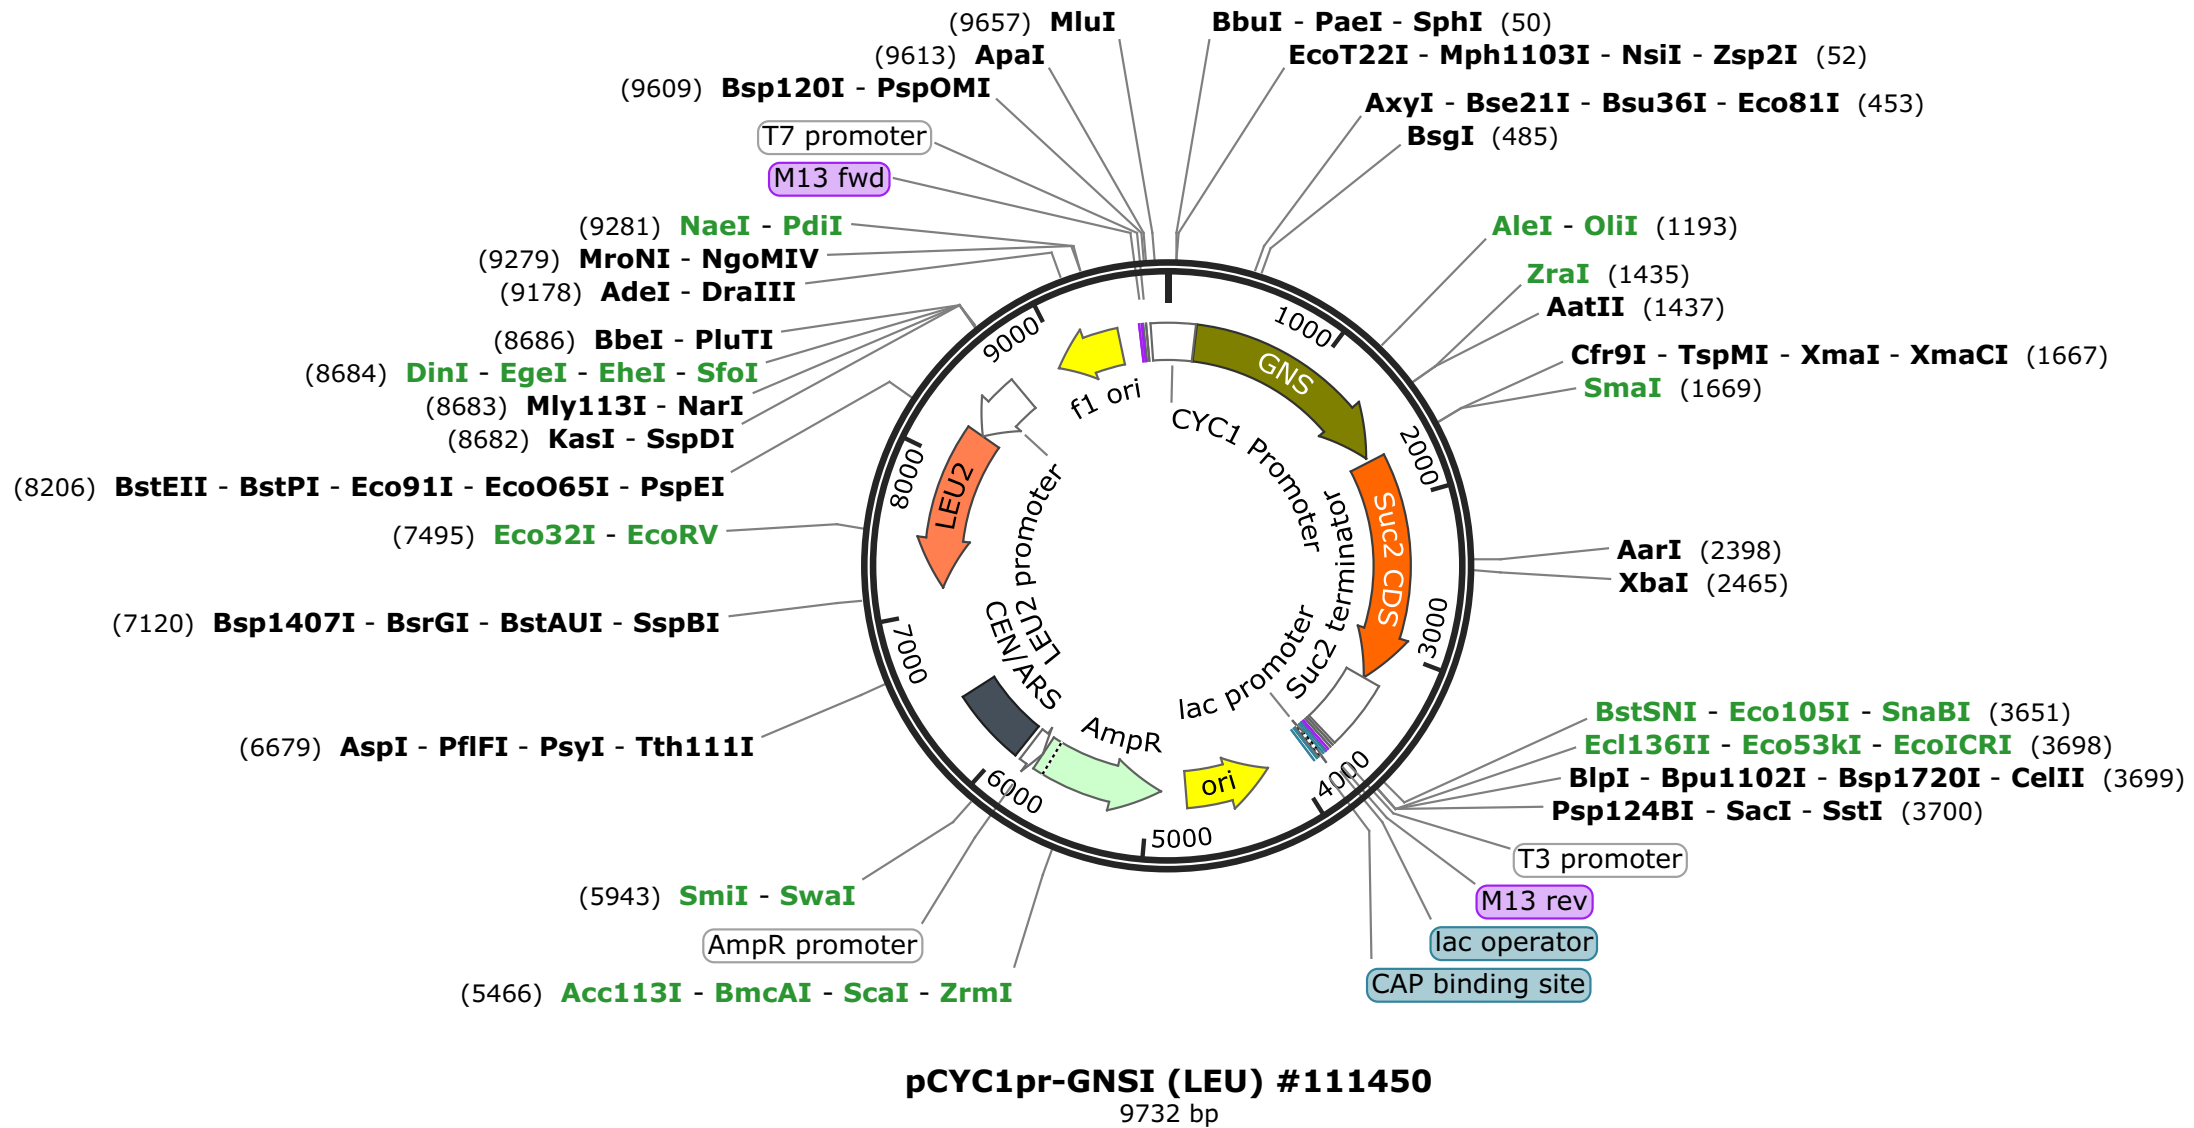 (9657) MluI
(9613) ApaI
(9609) Bsp120I - PspOMI
T7 promoter
M13 fwd
(9281) NaeI - PdiI
(9279) MroNI - NgoMIV
(9178) AdeI - DraIII
(8686) BbeI - PluTI
(8684) DinI - EgeI - EheI - SfoI
(8683) Mly113I - NarI
(8682) KasI - SspDI
(8206) BstEII - BstPI - Eco91I - EcoO65I - PspEI
(7495) Eco32I - EcoRV
(7120) Bsp1407I - BsrGI - BstAUI - SspBI
(6679) AspI - PflFI - PsyI - Tth111I
(5943) SmiI - SwaI
AmpR promoter
(5466) Acc113I - BmcAI - ScaI - ZrmI
BbuI - PaeI - SphI (50)
EcoT22I - Mph1103I - NsiI - Zsp2I (52)
AxyI - Bse21I - Bsu36I - Eco81I (453)
BsgI (485)
AleI - OliI (1193)
ZraI (1435)
AatII (1437)
Cfr9I - TspMI - XmaI - XmaCI (1667)
SmaI (1669)
AarI (2398)
XbaI (2465)
BstSNI - Eco105I - SnaBI (3651)
Ecl136II - Eco53kI - EcoICRI (3698)
BlpI - Bpu1102I - Bsp1720I - CelII (3699)
Psp124BI - SacI - SstI (3700)
T3 promoter
M13 rev
lac operator
CAP binding site
1000
2000
3000
4000
5000
6000
7000
8000
9000
GNS
CYC1 Promoter
Suc2 CDS
Suc2 terminator
lac promoter
ori
AmpR
CEN/ARS
LEU2
LEU2 promoter
f1 ori
pCYC1pr-GNSI (LEU) #111450
9732 bp